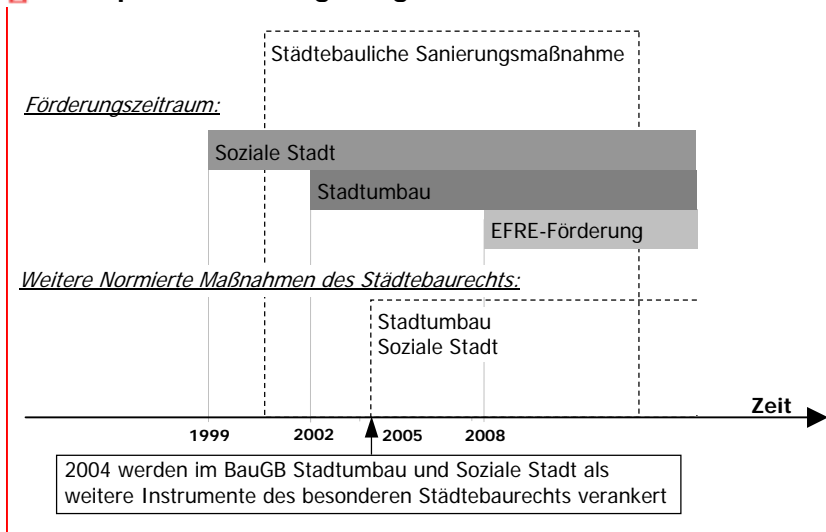 Städtebauliche Sanierungsmaßnahme
Förderungszeitraum:
Soziale Stadt
Stadtumbau
EFRE-Förderung
Weitere Normierte Maßnahmen des Städtebaurechts:
Stadtumbau
Soziale Stadt
Zeit
1999 2002 2005 2008
2004 werden im BauGB Stadtumbau und Soziale Stadt als
weitere Instrumente des besonderen Städtebaurechts verankert